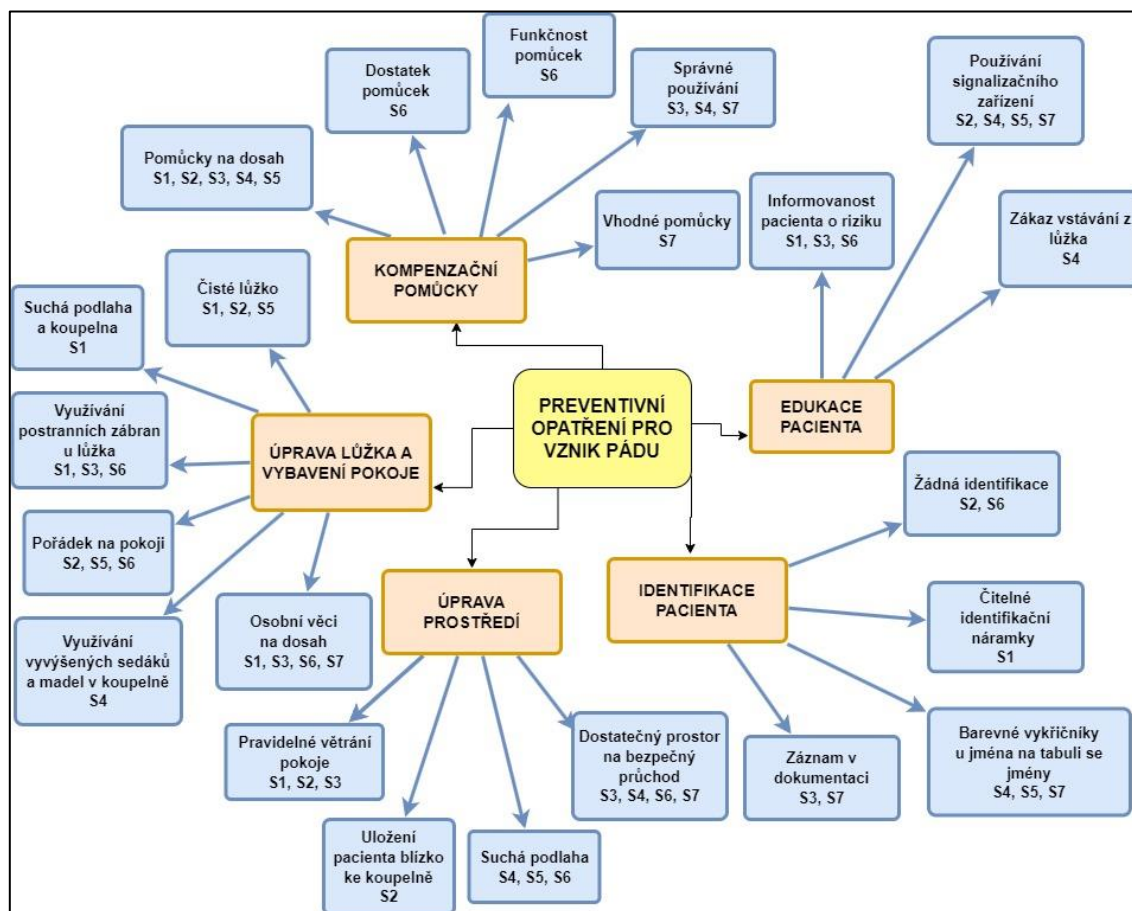 Funkčnost
pomůcek
S6
Dostatek
pomůcek
S6
Správné
používání
S3, S4, S7
Používání
signalizačního
zařízení
S2, S4, S5, S7
Pomůcky na dosah
S1, S2, S3, S4, S5
Vhodné pomůcky
S7
Informovanost
pacienta o riziku
S1, S3, S6
Zákaz vstávání z
lůžka
S4
KOMPENZAČNÍ
POMŮCKY
Čisté lůžko
S1, S2, S5
Suchá podlaha
a koupelna
S1
PREVENTIVNÍ
OPATŘENÍ PRO
VZNIK PÁDU
EDUKACE
PACIENTA
Využívání
postranních zábran
u lůžka
S1, S3, S6
ÚPRAVA LŮŽKA A
VYBAVENÍ POKOJE
Žádná identifikace
S2, S6
Pořádek na pokoji
S2, S5, S6
ÚPRAVA
PROSTŘEDÍ
IDENTIFIKACE
PACIENTA
Čitelné
identifikační
náramky
S1
Využívání
vyvýšených sedáků
a madel v koupelně
S4
Osobní věci
na dosah
S1, S3, S6, S7
Pravidelné větrání
pokoje
S1, S2, S3
Dostatečný prostor
na bezpečný
průchod
S3, S4, S6, S7
Záznam v
dokumentaci
S3, S7
Barevné vykřičníky
u jména na tabuli se
jmény
S4, S5, S7
Uložení
pacienta blízko
ke koupelně
S2
Suchá podlaha
S4, S5, S6